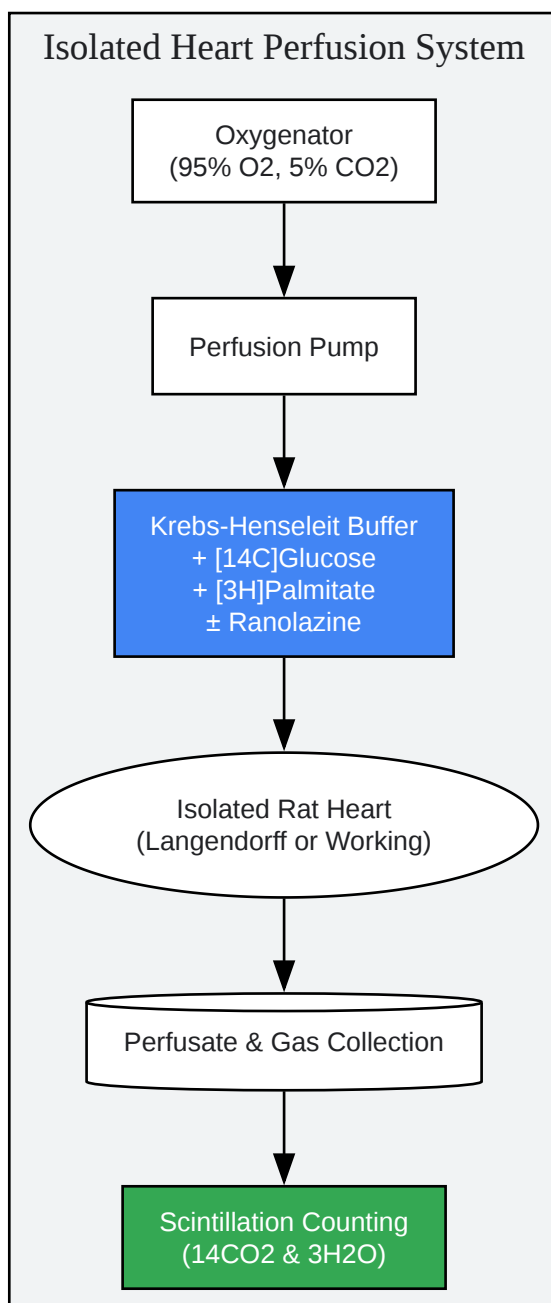 Isolated Heart Perfusion System
Oxygenator
(95% O2, 5% CO2)
Perfusion Pump
Krebs-Henseleit Buffer
+ [14C]Glucose
+ [3H]Palmitate
± Ranolazine
Isolated Rat Heart
(Langendorff or Working)
Perfusate & Gas Collection
Scintillation Counting
(14CO2 & 3H2O)